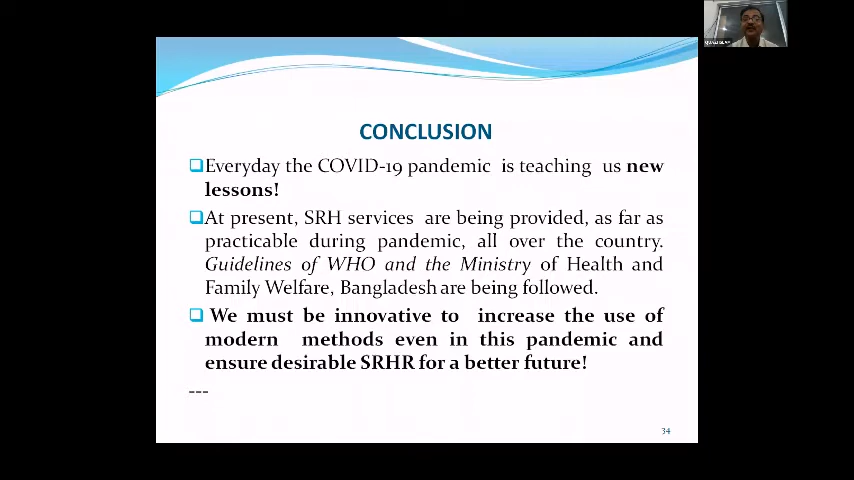 CONCLUSION
Everyday the COVID-19 pandemic is teaching us new
lessons!
At present, SRH services are being provided, as far as
practicable during pandemic, all over the country.
Guidelines of WHO and the Ministry of Health and
Family Welfare, Bangladesh are being followed.
We must be innovative to increase the use of
modern methods even in this pandemic and
ensure desirable SRHR for a better future!
---
34